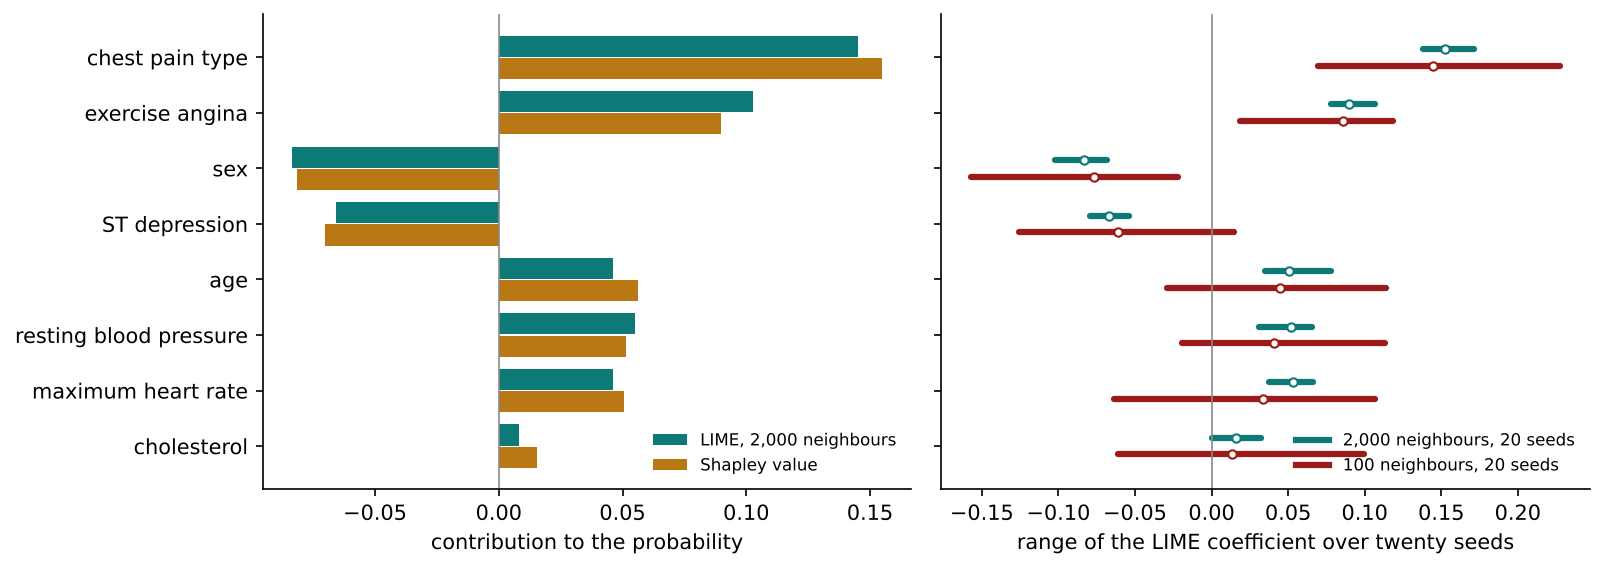 chest pain type
exercise angina
sex
ST depression
age
resting blood pressure
maximum heart rate
cholesterol
LIME, 2,000 neighbours
Shapley value
−0.05 0.00 0.05 0.10 0.15
contribution to the probability
2,000 neighbours, 20 seeds
100 neighbours, 20 seeds
−0.15 −0.10 −0.05 0.00 0.05 0.10 0.15 0.20
range of the LIME coefficient over twenty seeds